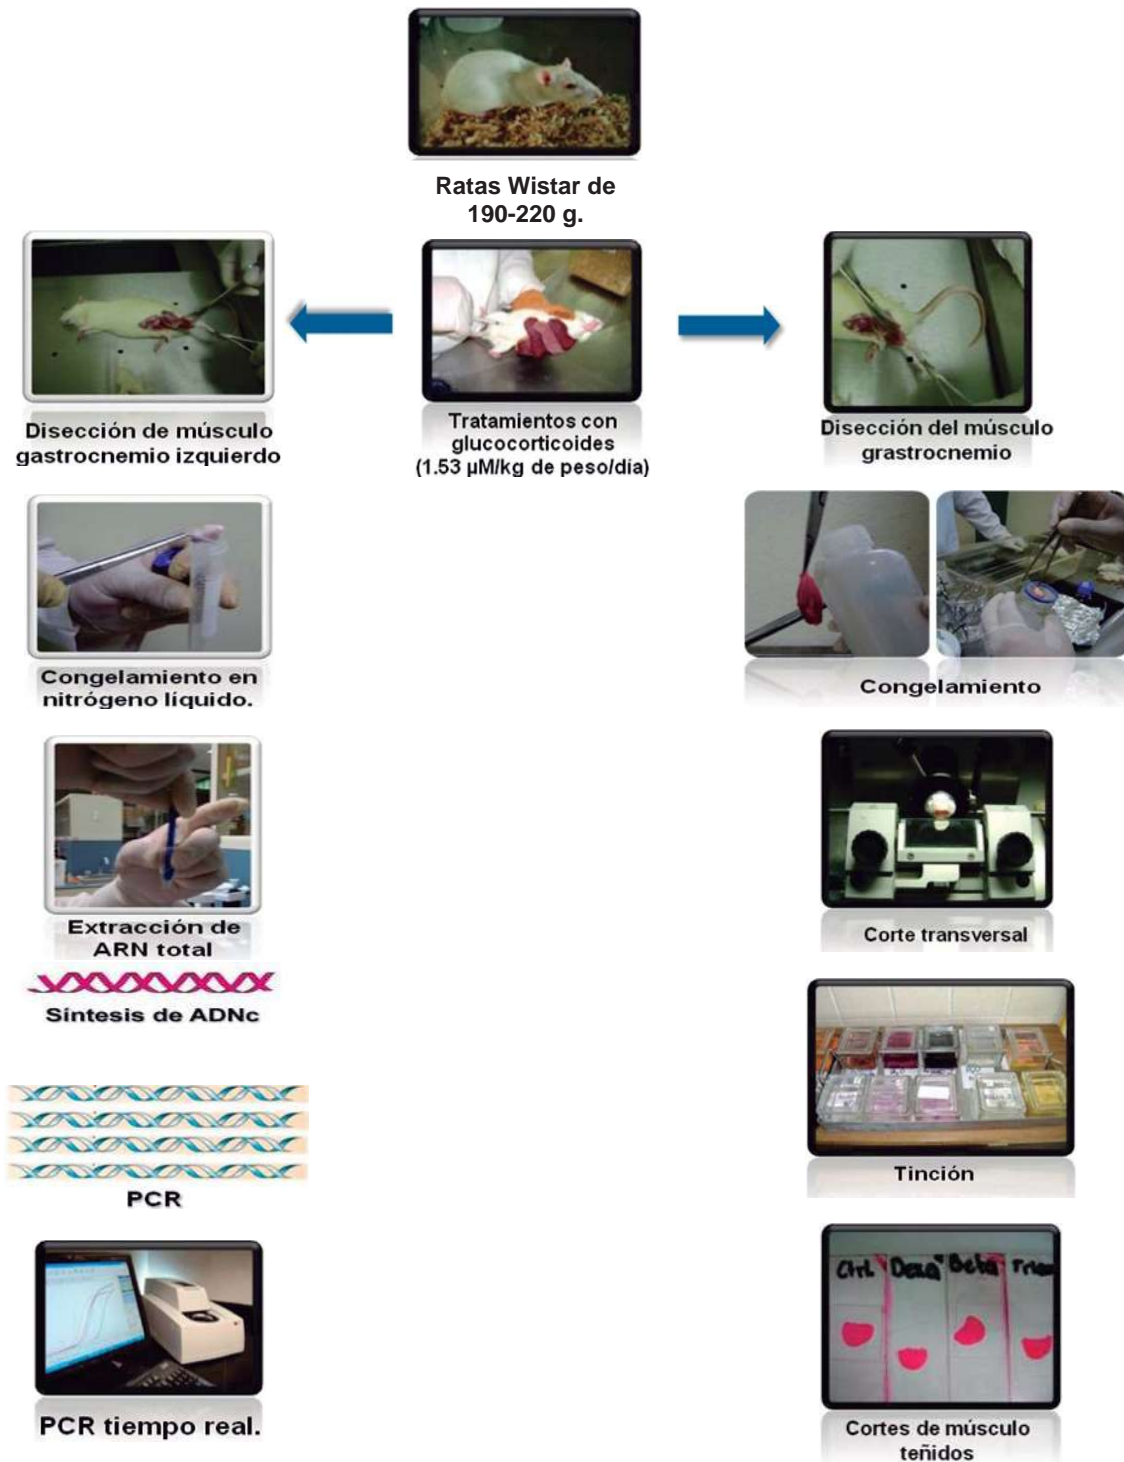 Ratas Wistar de
190-220 g.
Disección de músculo
gastrocnemio izquierdo
Tratamientos con
glucocorticoides
(1.53 µM/kg de peso/día)
Disección del músculo
grastrocnemio
Congelamiento en
nitrógeno líquido.
Congelamiento
Extracción de
ARN total
Corte transversal
Síntesis de ADNc
Tinción
PCR
Ctrl Dexa Beta Triam
PCR tiempo real.
Cortes de músculo
teñidos